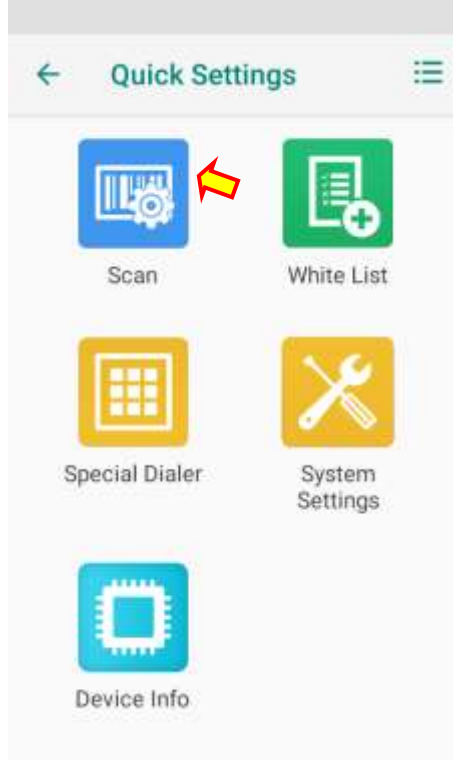 Quick Settings
Scan
White List
Special Dialer
System
Settings
Device Info